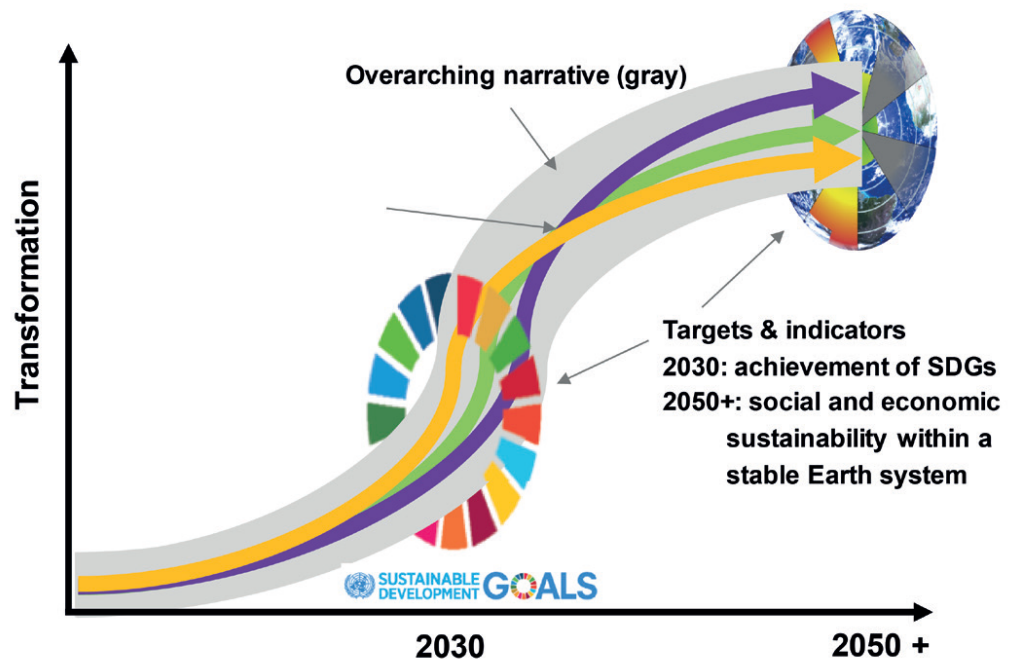 Overarching narrative (gray)
Transformation
Targets & indicators
2030: achievement of SDGs
2050+: social and economic
sustainability within a
stable Earth system
SUSTAINABLE
DEVELOPMENT
GOALS
2030
2050 +